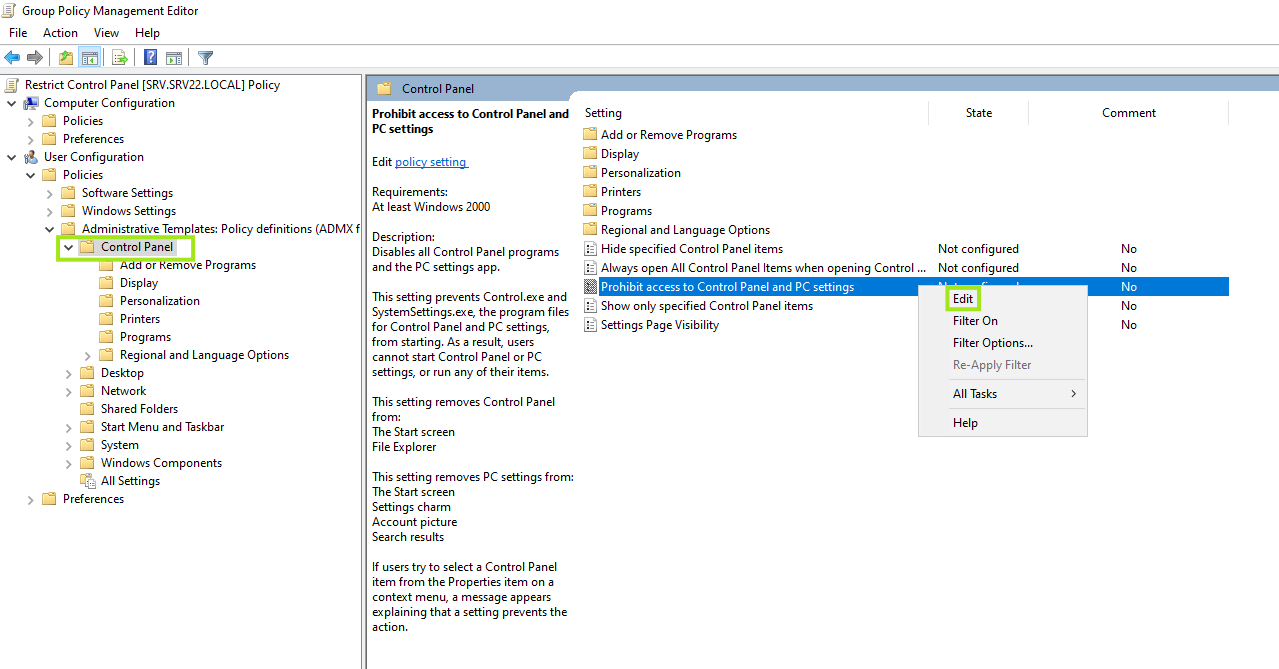 Group Policy Management Editor
File Action View Help
Restrict Control Panel [SRV.SRV22.LOCAL] Policy
Computer Configuration
Policies
Preferences
User Configuration
Policies
Software Settings
Windows Settings
Administrative Templates: Policy definitions (ADMX f
Control Panel
Add or Remove Programs
Display
Personalization
Printers
Programs
Regional and Language Options
Desktop
Network
Shared Folders
Start Menu and Taskbar
System
Windows Components
All Settings
Preferences
Control Panel
Prohibit access to Control Panel and
PC settings
Edit policy setting
Requirements:
At least Windows 2000
Description:
Disables all Control Panel programs
and the PC settings app.
This setting prevents Control.exe and
SystemSettings.exe, the program files
for Control Panel and PC settings,
from starting. As a result, users
cannot start Control Panel or PC
settings, or run any of their items.
This setting removes Control Panel
from:
The Start screen
File Explorer
This setting removes PC settings from:
The Start screen
Settings charm
Account picture
Search results
If users try to select a Control Panel
item from the Properties item on a
context menu, a message appears
explaining that a setting prevents the
action.
Setting State Comment
Add or Remove Programs
Display
Personalization
Printers
Programs
Regional and Language Options
Hide specified Control Panel items Not configured No
Always open All Control Panel Items when opening Control ... Not configured No
Prohibit access to Control Panel and PC settings No
Show only specified Control Panel items No
Settings Page Visibility No
Edit
Filter On
Filter Options...
Re-Apply Filter
All Tasks
Help